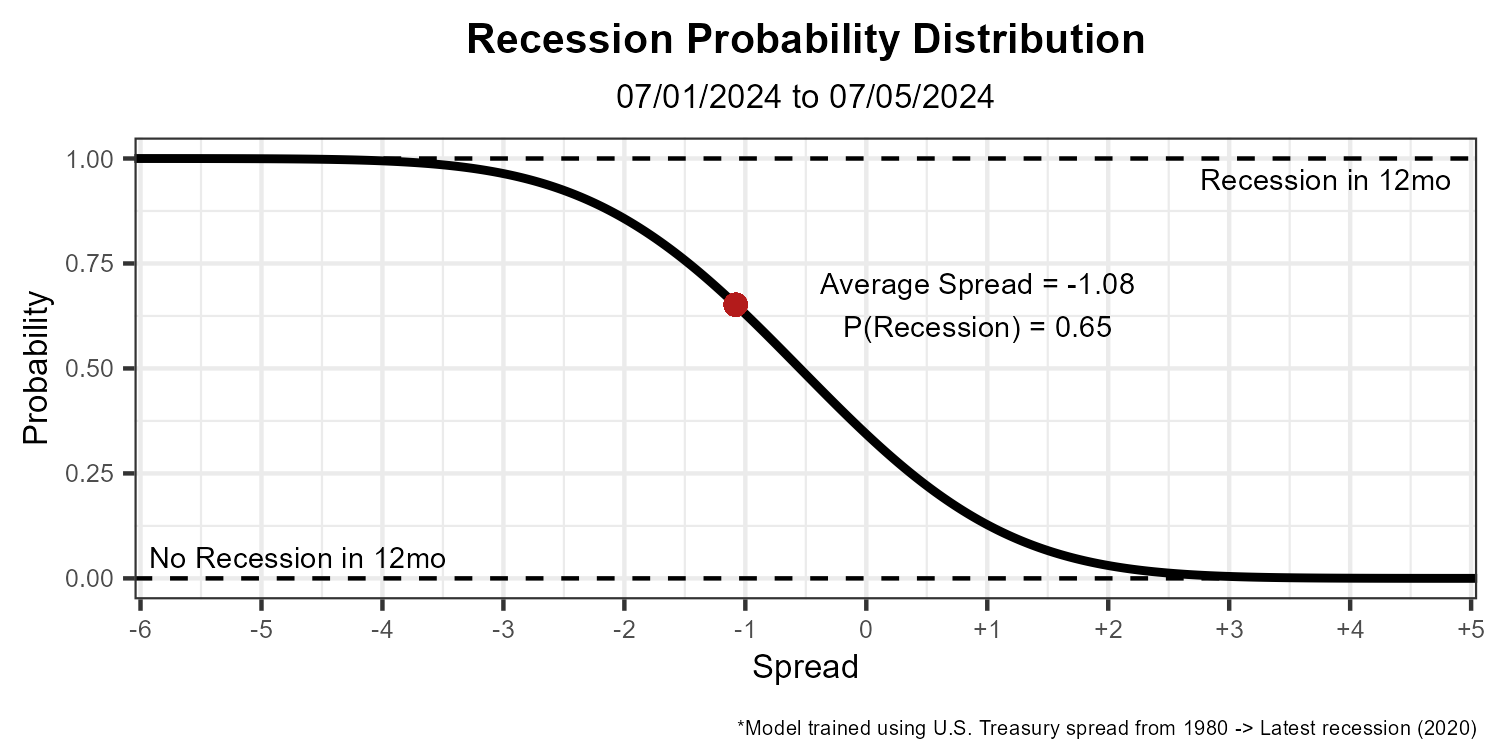 Recession Probability Distribution
07/01/2024 to 07/05/2024
Probability
1.00
0.75
0.50
0.25
0.00
Recession in 12mo
Average Spread = -1.08
P(Recession) = 0.65
No Recession in 12mo
-6 -5 -4 -3 -2 -1 0 +1 +2 +3 +4 +5
Spread
*Model trained using U.S. Treasury spread from 1980 -> Latest recession (2020)